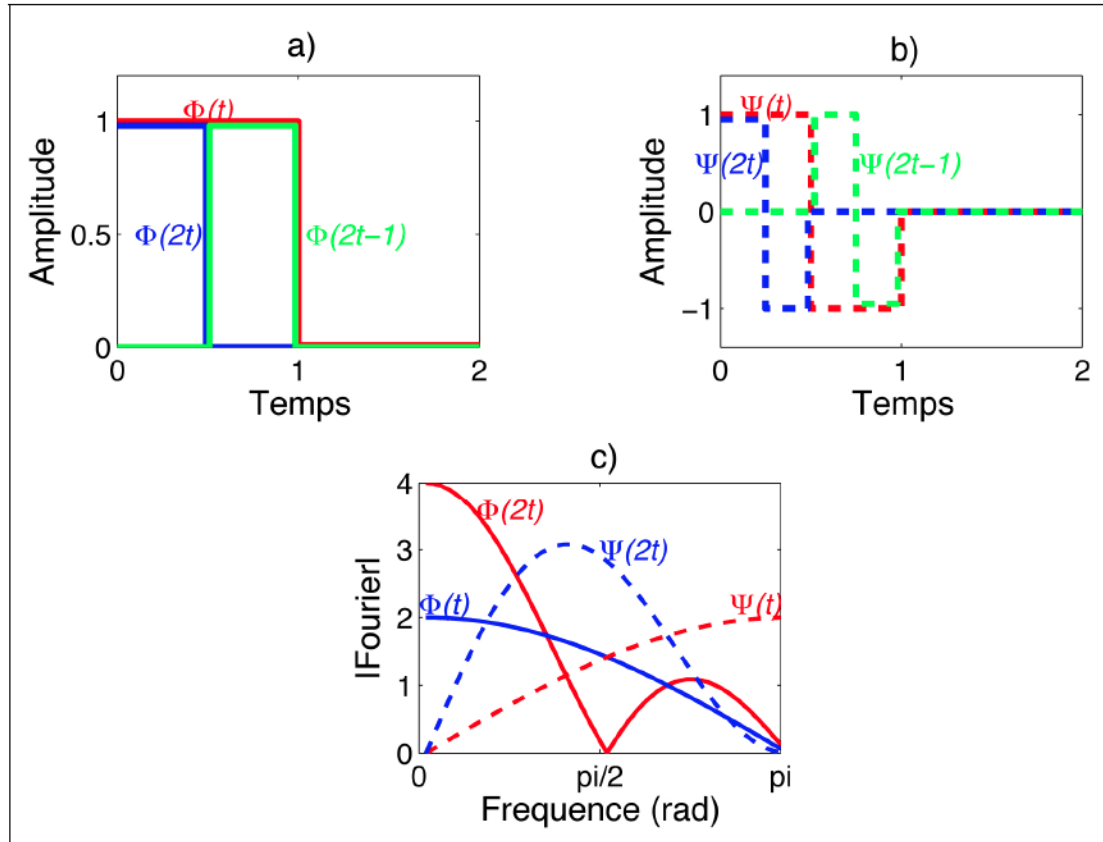 a)
Amplitude
1
0.5
0
Φ(t)
Φ(2t)
Φ(2t−1)
0 1 2
Temps
b)
Amplitude
1
0
−1
Ψ(t)
Ψ(2t)
Ψ(2t−1)
0 1 2
Temps
c)
|Fourier|
4
3
2
1
0
Φ(2t)
Ψ(2t)
Φ(t)
Ψ(t)
0 pi/2 pi
Frequence (rad)